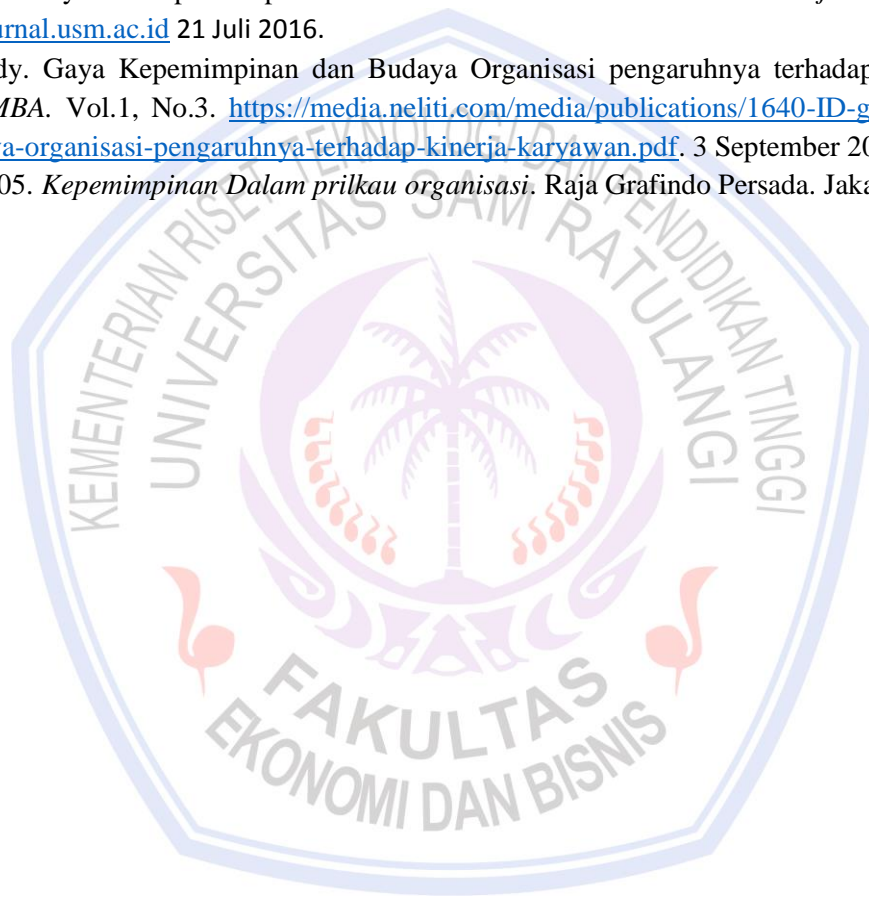 urnal.usm.ac.id 21 Juli 2016.
dy. Gaya Kepemimpinan dan Budaya Organisasi pengaruhnya terhadap
MBA. Vol.1, No.3. https://media.neliti.com/media/publications/1640-ID-g
a-organisasi-pengaruhnya-terhadap-kinerja-karyawan.pdf. 3 September 20
05. Kepemimpinan Dalam prilkau organisasi. Raja Grafindo Persada. Jaka
KEMENTERIAN RISET TEKNOLOGI DAN PENDIDIKAN TINGGI
UNIVERSITAS SAM RATULANGI
FAKULTAS
EKONOMI DAN BISNIS